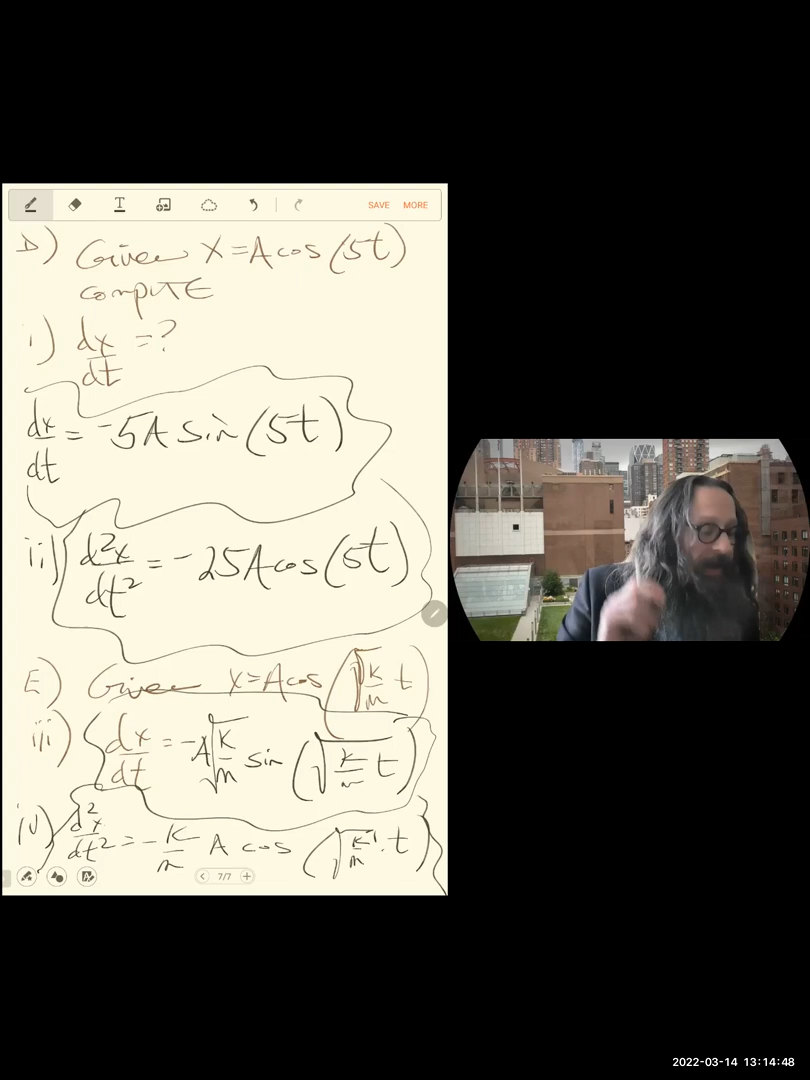 SAVE MORE
D) Given x=A cos(5t)
compute
i) dx/dt =?
dx/dt = -5A sin(5t)
ii) d²x/dt² = -25A cos(5t)
E) Given x=A cos(√(k/m) t)
iii) dx/dt = -A√(k/m) sin(√(k/m) t)
iv) d²x/dt² = -k/m A cos(√(k/m) · t)
7/7
2022-03-14 13:14:48